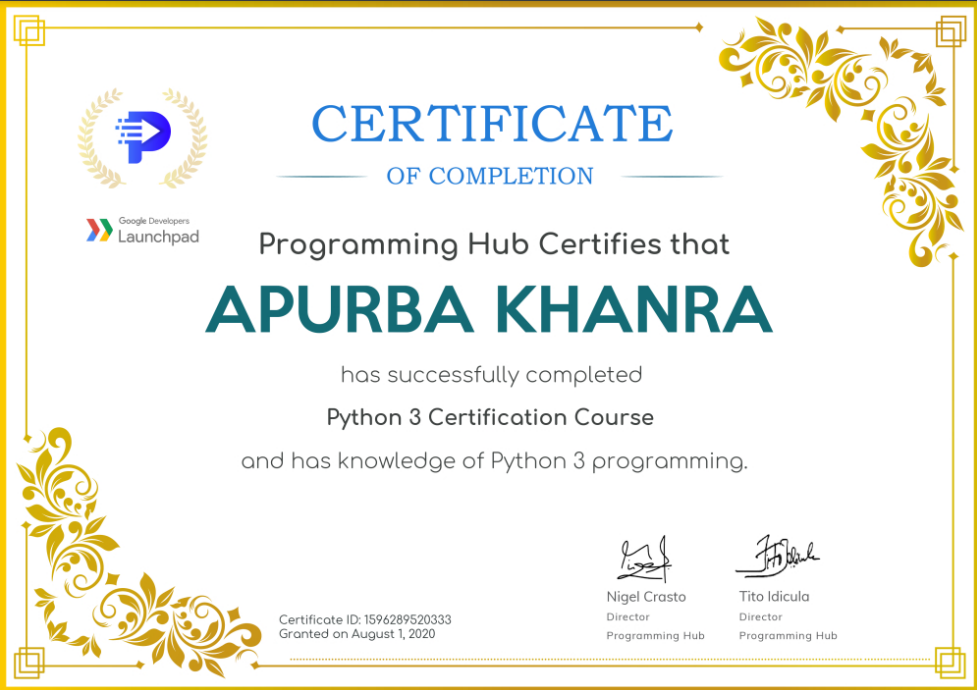 CERTIFICATE
OF COMPLETION
Google Developers
Launchpad
Programming Hub Certifies that
APURBA KHANRA
has successfully completed
Python 3 Certification Course
and has knowledge of Python 3 programming.
Nigel Crasto
Director
Programming Hub
Tito Idicula
Director
Programming Hub
Certificate ID: 1596289520333
Granted on August 1, 2020